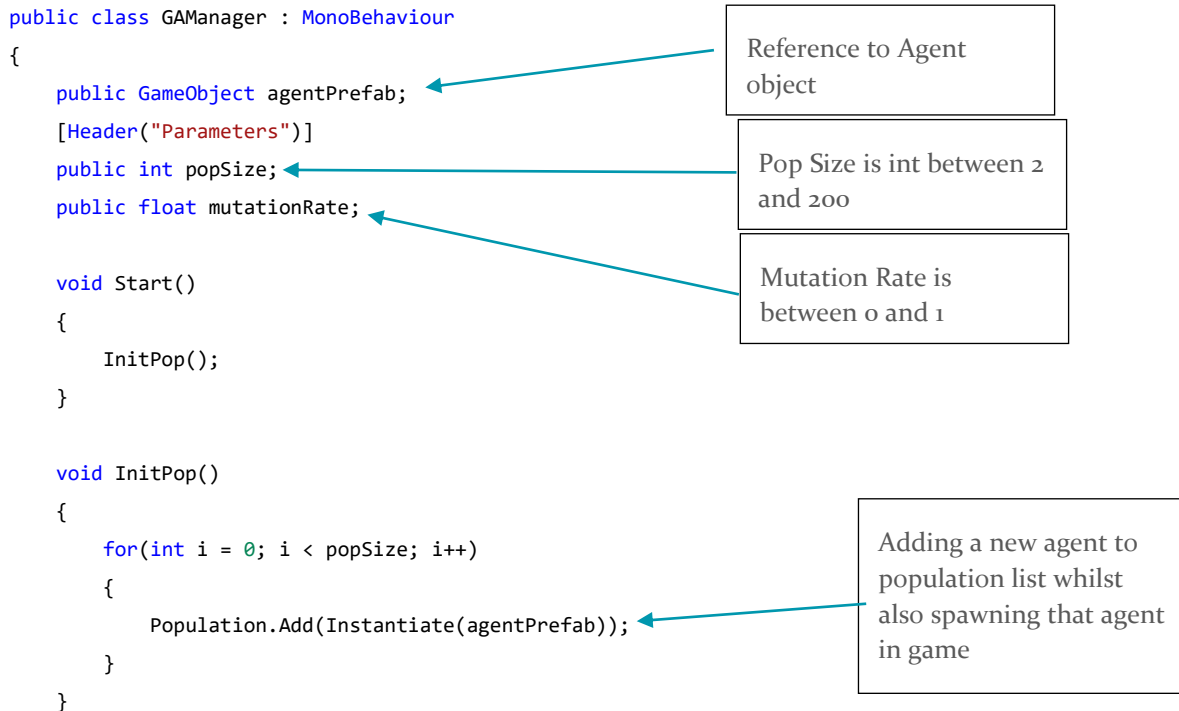 public class GAManager : MonoBehaviour
{
public GameObject agentPrefab;
[Header("Parameters")]
public int popSize;
public float mutationRate;
void Start()
{
InitPop();
}
void InitPop()
{
for(int i = 0; i < popSize; i++)
{
Population.Add(Instantiate(agentPrefab));
}
}
Reference to Agent
object
Pop Size is int between 2
and 200
Mutation Rate is
between 0 and 1
Adding a new agent to
population list whilst
also spawning that agent
in game